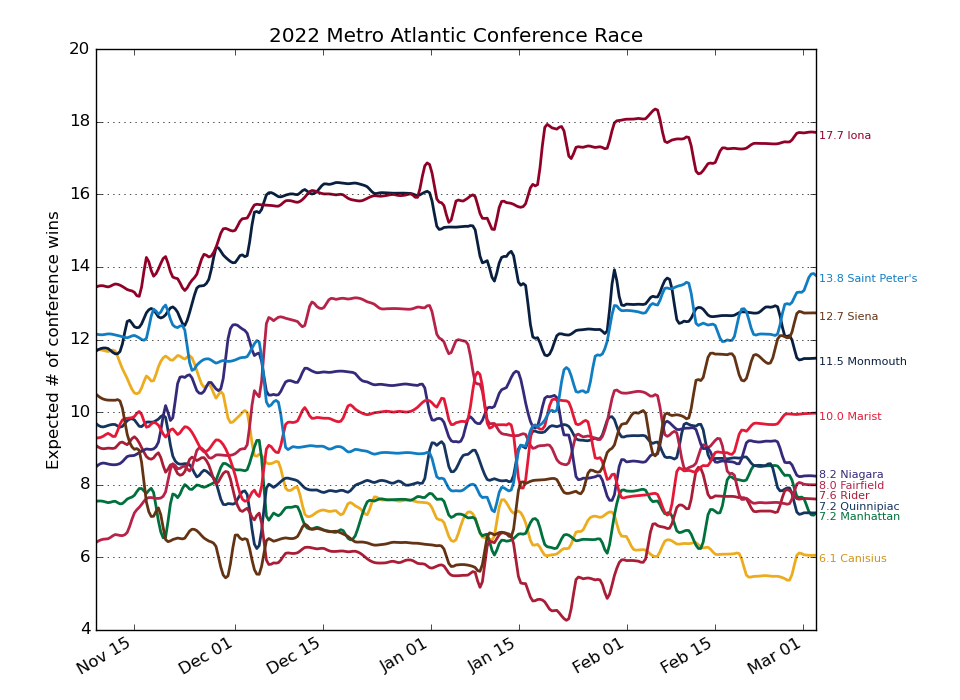 2022 Metro Atlantic Conference Race
Expected # of conference wins
20
18
16
14
12
10
8
6
4
17.7 Iona
13.8 Saint Peter's
12.7 Siena
11.5 Monmouth
10.0 Marist
8.2 Niagara
8.0 Fairfield
7.6 Rider
7.2 Quinnipiac
7.2 Manhattan
6.1 Canisius
Nov 15
Dec 01
Dec 15
Jan 01
Jan 15
Feb 01
Feb 15
Mar 01